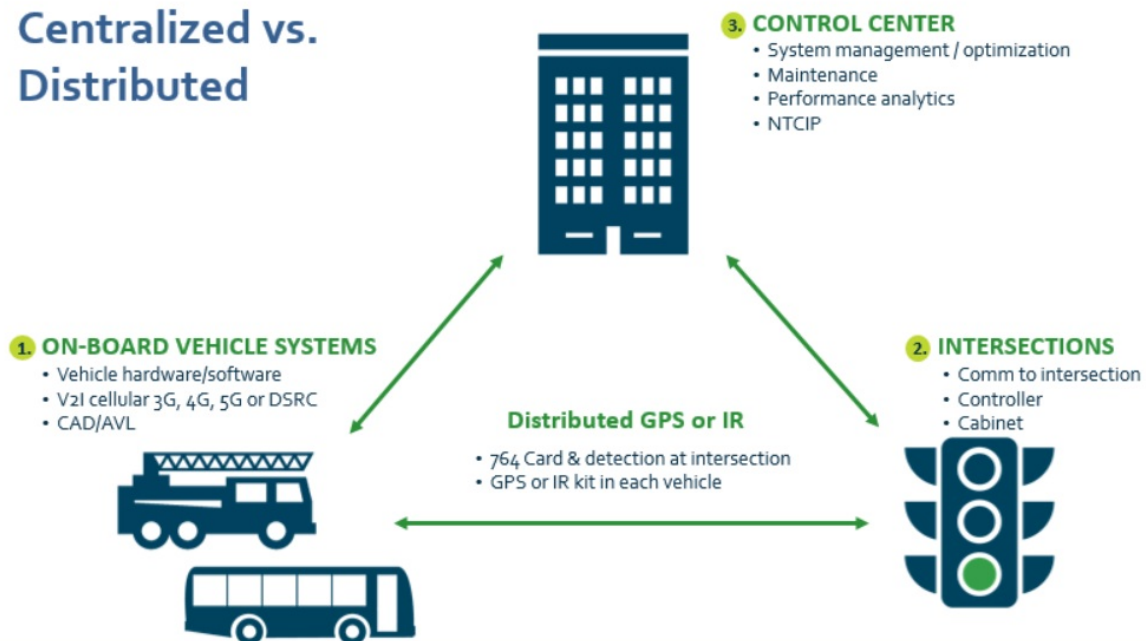 Centralized vs.
Distributed
3. CONTROL CENTER
• System management / optimization
• Maintenance
• Performance analytics
• NTCIP
1. ON-BOARD VEHICLE SYSTEMS
• Vehicle hardware/software
• V2I cellular 3G, 4G, 5G or DSRC
• CAD/AVL
2. INTERSECTIONS
• Comm to intersection
• Controller
• Cabinet
Distributed GPS or IR
• 764 Card & detection at intersection
• GPS or IR kit in each vehicle